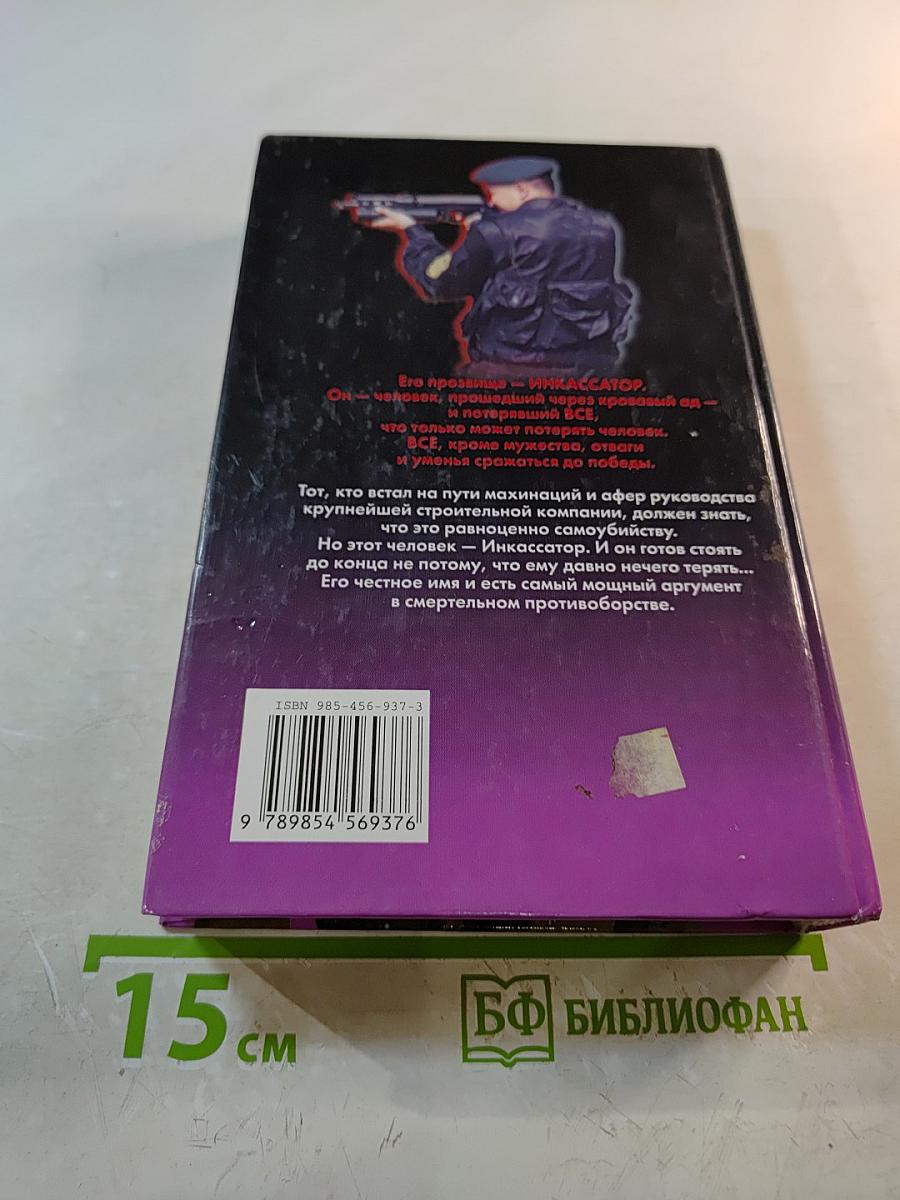 Его прозвище — ИНКАССАТОР.
Он — человек, прошедший через кровавый ад —
и потерявший ВСЕ,
что только может потерять человек.
ВСЕ, кроме мужества, отваги
и уменья сражаться до победы.
Тот, кто встал на пути махинаций и афер руководства
крупнейшей строительной компании, должен знать,
что это равноценно самоубийству.
Но этот человек — Инкассатор. И он готов стоять
до конца не потому, что ему давно нечего терять...
Его честное имя и есть самый мощный аргумент
в смертельном противоборстве.
ISBN 985-456-937-3
9 789854 569376
15 см
БФ БИБЛИОФАН